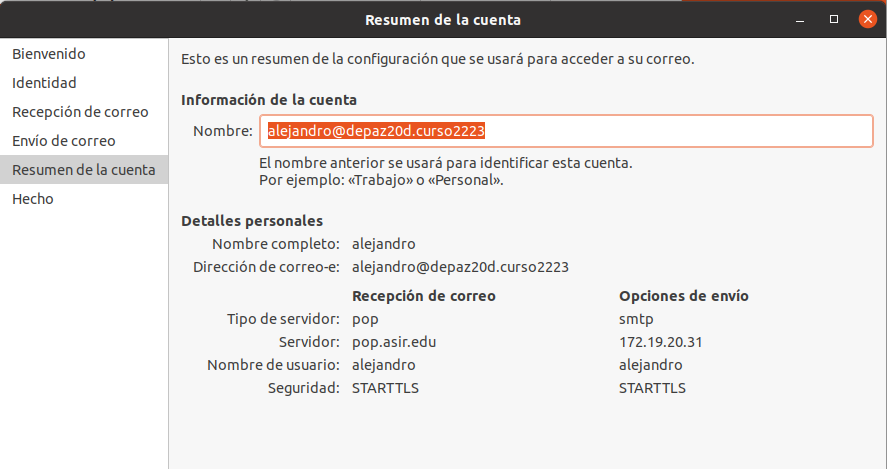 Resumen de la cuenta
Bienvenido
Identidad
Recepción de correo
Envío de correo
Resumen de la cuenta
Hecho
Esto es un resumen de la configuración que se usará para acceder a su correo.
Información de la cuenta
Nombre: alejandro@depaz20d.curso2223
El nombre anterior se usará para identificar esta cuenta.
Por ejemplo: «Trabajo» o «Personal».
Detalles personales
Nombre completo: alejandro
Dirección de correo-e: alejandro@depaz20d.curso2223
Recepción de correo Opciones de envío
Tipo de servidor: pop smtp
Servidor: pop.asir.edu 172.19.20.31
Nombre de usuario: alejandro alejandro
Seguridad: STARTTLS STARTTLS